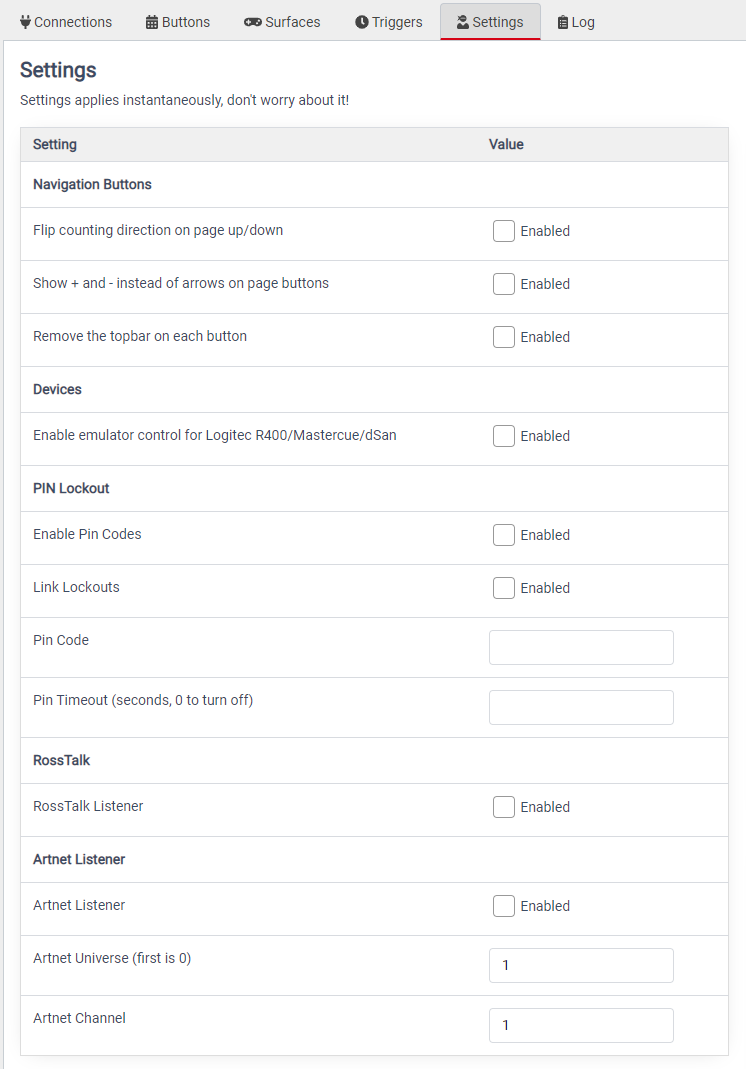 Connections Buttons Surfaces Triggers Settings Log
Settings
Settings applies instantaneously, don't worry about it!
Setting Value
Navigation Buttons
Flip counting direction on page up/down Enabled
Show + and - instead of arrows on page buttons Enabled
Remove the topbar on each button Enabled
Devices
Enable emulator control for Logitec R400/Mastercue/dSan Enabled
PIN Lockout
Enable Pin Codes Enabled
Link Lockouts Enabled
Pin Code
Pin Timeout (seconds, 0 to turn off)
RossTalk
RossTalk Listener Enabled
Artnet Listener
Artnet Listener Enabled
Artnet Universe (first is 0) 1
Artnet Channel 1